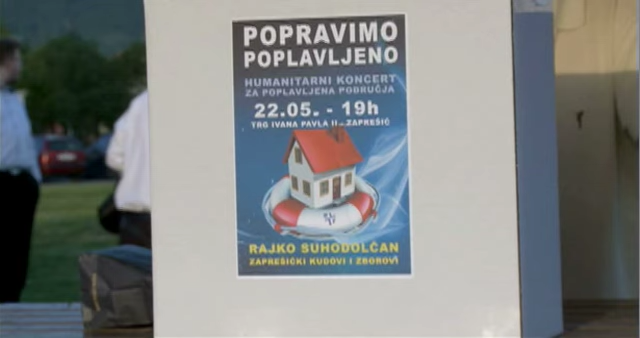 POPRAVIMO
POPLAVLJENO
HUMANITARNI KONCERT
ZA POPLAVLJENA PODRUČJA
22.05. - 19h
TRG IVANA PAVLA II - ZAPREŠIĆ
RAJKO SUHODOLČAN
ZAPREŠIĆKI KUDOVI I ZBOROVI